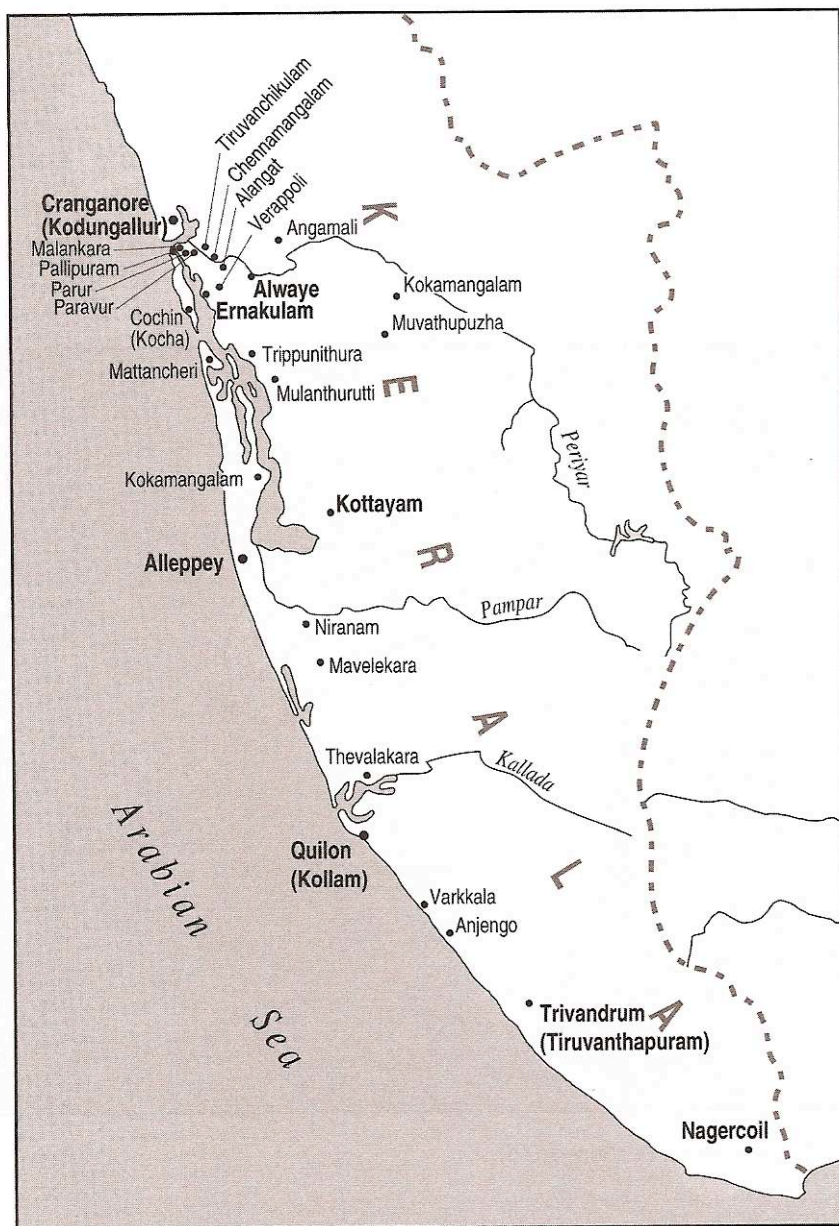 Tiruvanchikulam
Chennamangalam
Alangat
Verappoli
Cranganore
(Kodungallur)
Malankara
Pallipuram
Parur
Paravur
Angamali
Alwaye
Ernakulam
Kokamangalam
Muvathupuzha
Cochin
(Kocha)
Mattancheri
Trippunithura
Mulanthurutti
Periyar
Kokamangalam
Kottayam
Alleppey
Pampar
Niranam
Mavelekara
Thevalakara
Kallada
Quilon
(Kollam)
Varkkala
Anjengo
Trivandrum
(Tiruvanthapuram)
Nagercoil
KERALA
Arabian
Sea